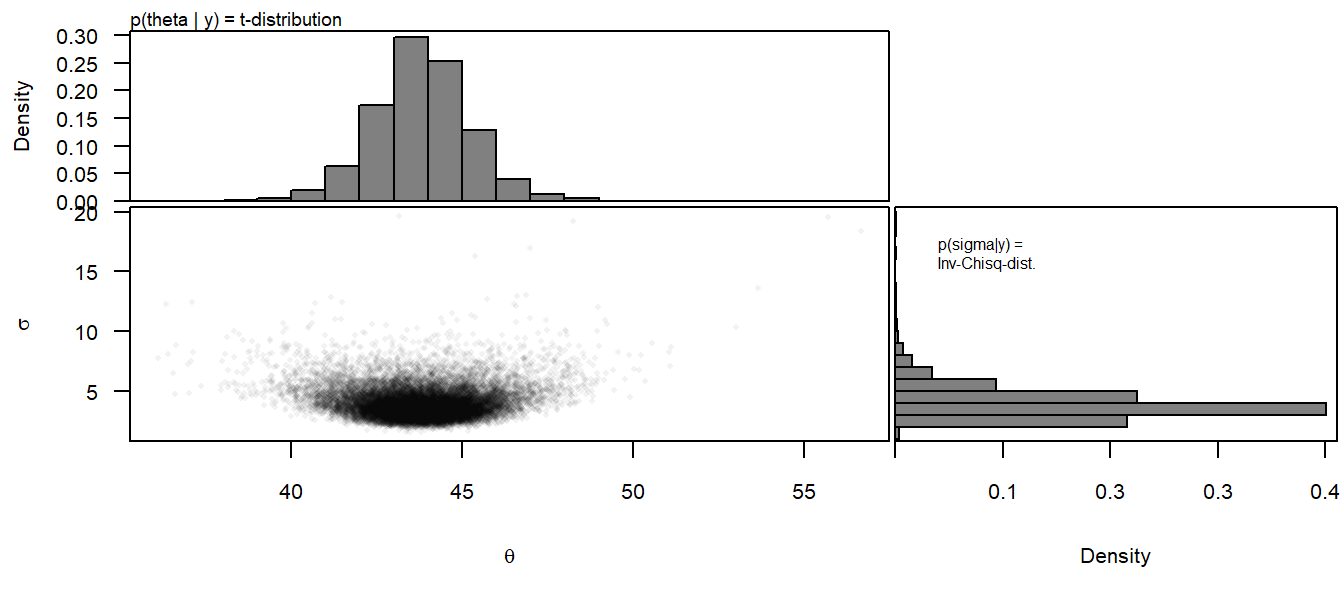 p(theta | y) = t-distribution
0.30
0.25
0.20
0.15
0.10
0.05
0.00
Density
20
15
10
5
σ
p(sigma|y) =
Inv-Chisq-dist.
40 45 50 55
0.1 0.3 0.3 0.4
θ
Density